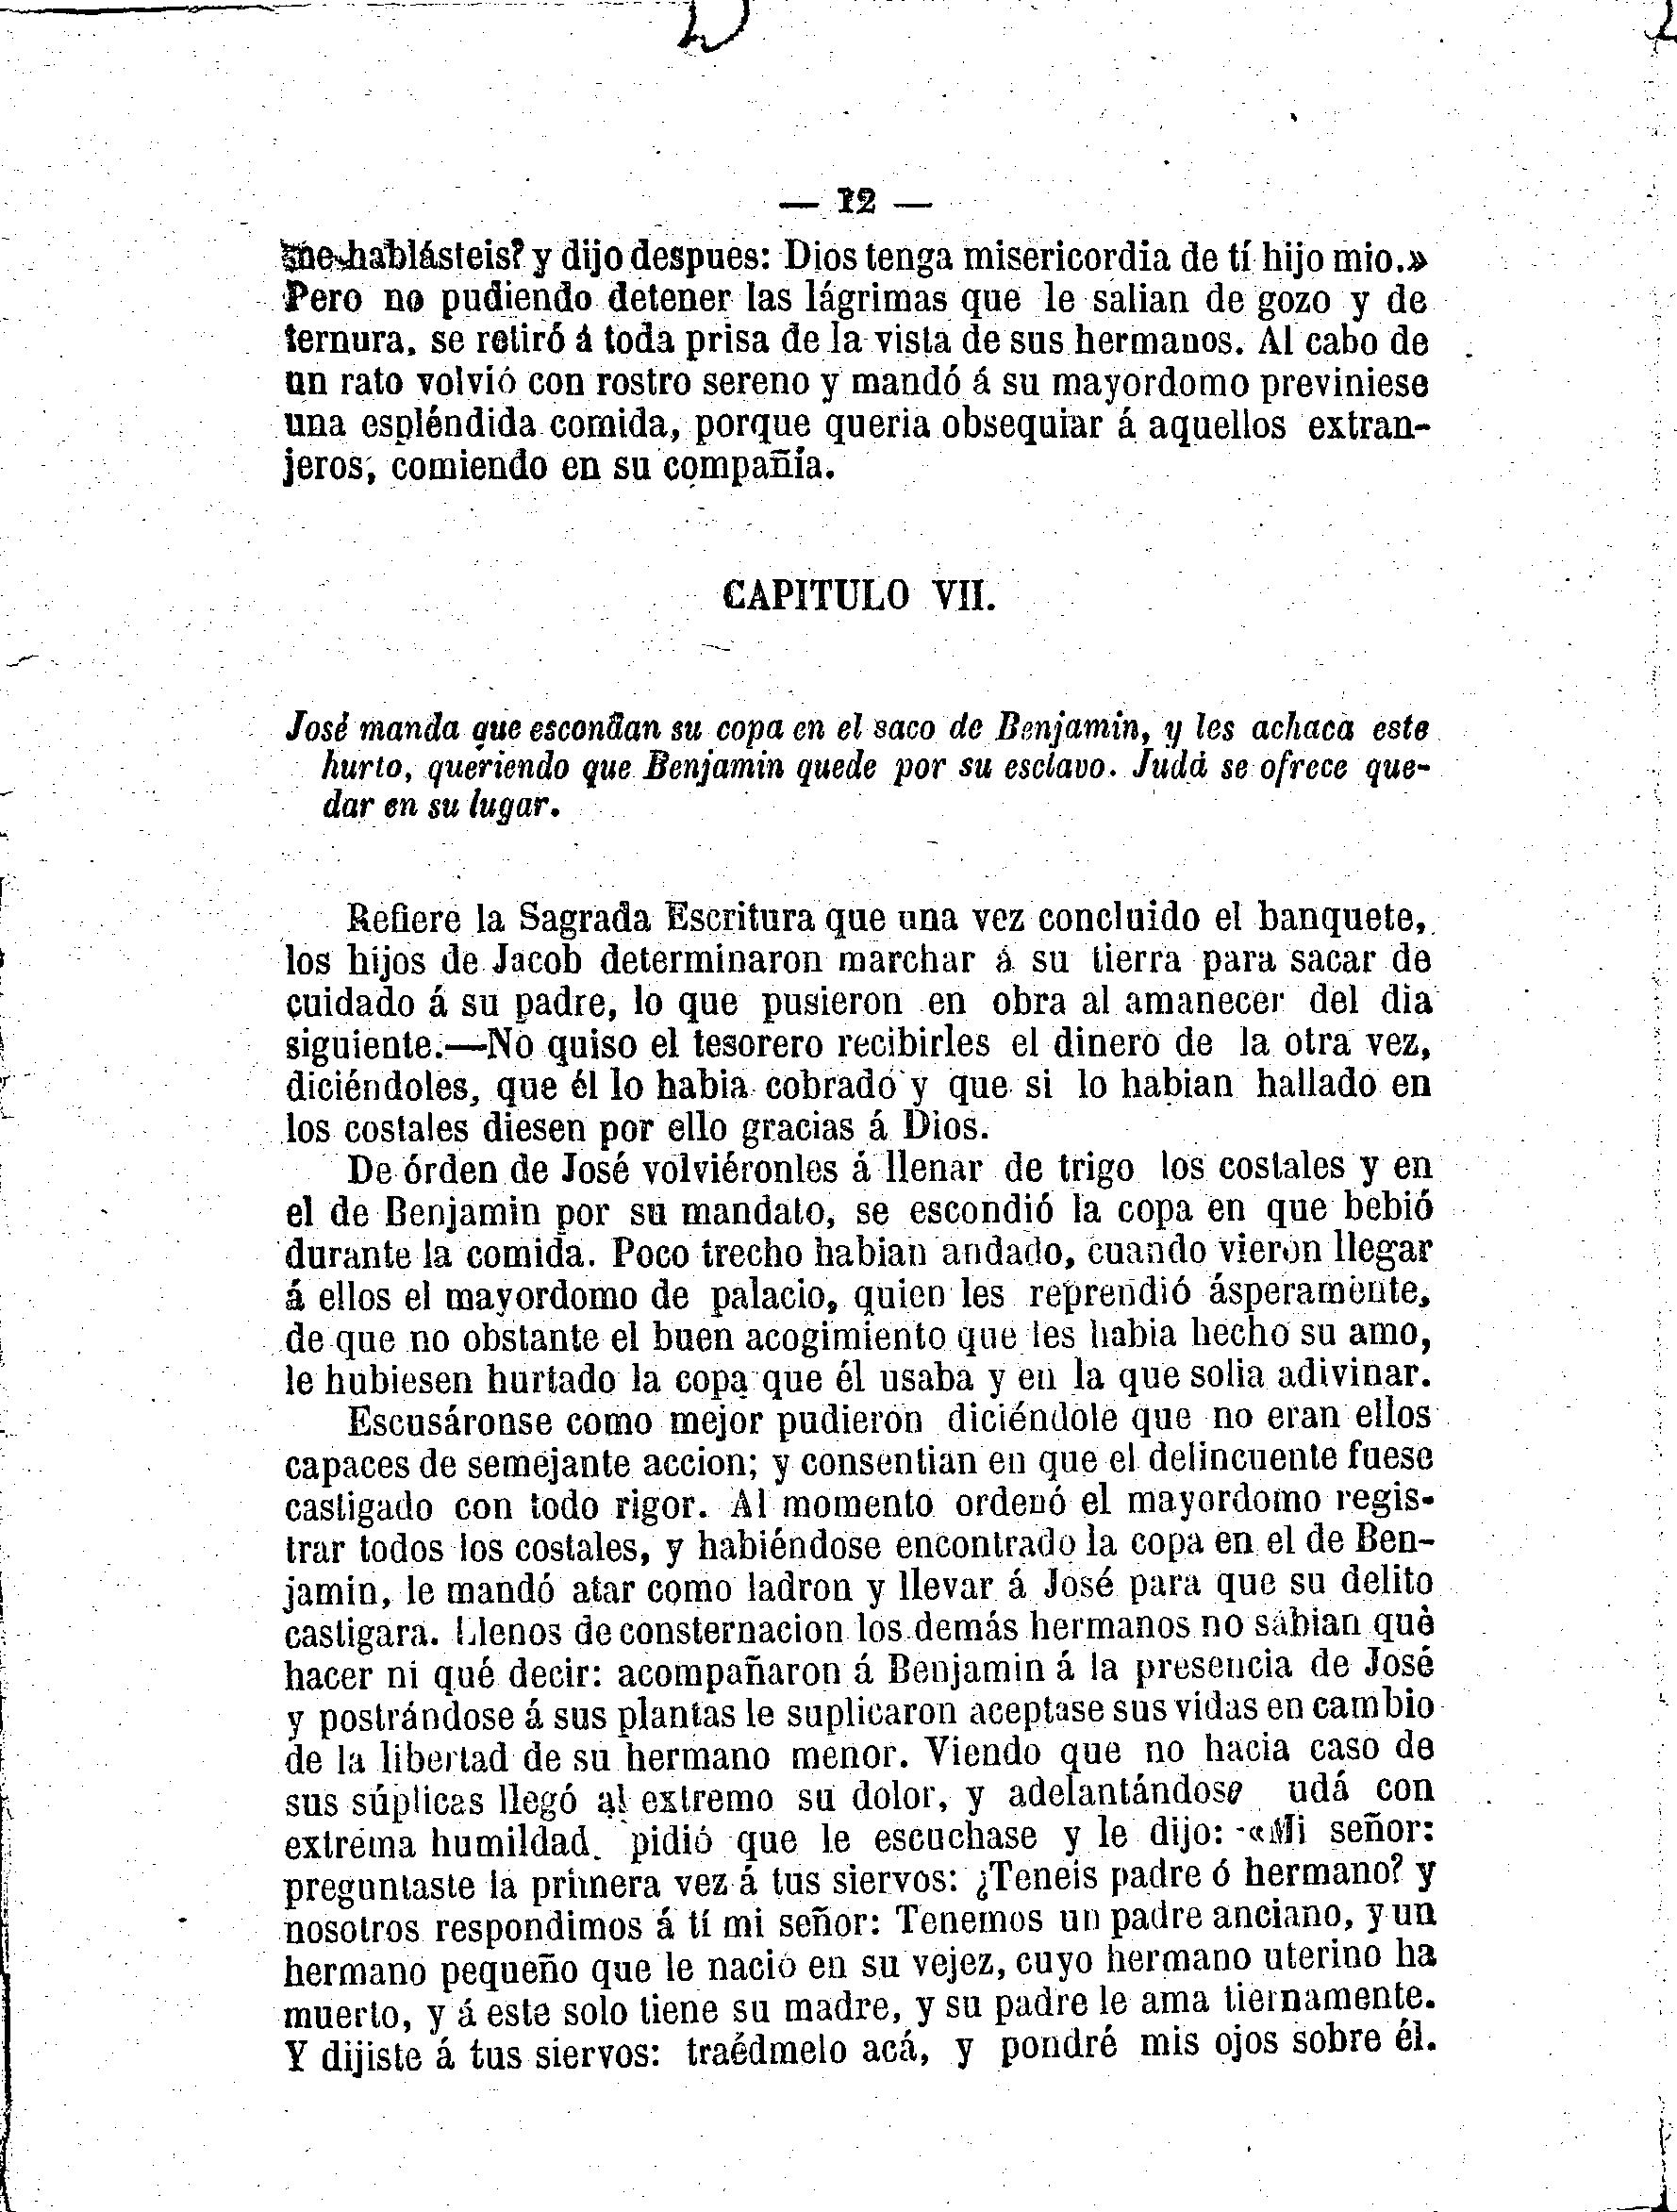 — 12 —
me hablásteis? y dijo despues: Dios tenga misericordia de tí hijo mio.»
Pero no pudiendo detener las lágrimas que le salian de gozo y de
ternura, se retiró á toda prisa de la vista de sus hermanos. Al cabo de
un rato volvió con rostro sereno y mandó á su mayordomo previniese
una espléndida comida, porque queria obsequiar á aquellos extran-
jeros, comiendo en su compañía.
CAPITULO VII.
José manda que escondan su copa en el saco de Benjamin, y les achaca este
hurto, queriendo que Benjamin quede por su esclavo. Judá se ofrece que-
dar en su lugar.
Refiere la Sagrada Escritura que una vez concluido el banquete,
los hijos de Jacob determinaron marchar á su tierra para sacar de
cuidado á su padre, lo que pusieron en obra al amanecer del dia
siguiente.—No quiso el tesorero recibirles el dinero de la otra vez,
diciéndoles, que él lo habia cobrado y que si lo habian hallado en
los costales diesen por ello gracias á Dios.
De órden de José volviéronles á llenar de trigo los costales y en
el de Benjamin por su mandato, se escondió la copa en que bebió
durante la comida. Poco trecho habian andado, cuando vieron llegar
á ellos el mayordomo de palacio, quien les reprendió ásperamente,
de que no obstante el buen acogimiento que les habia hecho su amo,
le hubiesen hurtado la copa que él usaba y en la que solia adivinar.
Escusáronse como mejor pudieron diciéndole que no eran ellos
capaces de semejante accion; y consentian en que el delincuente fuese
castigado con todo rigor. Al momento ordenó el mayordomo regis-
trar todos los costales, y habiéndose encontrado la copa en el de Ben-
jamin, le mandó atar como ladron y llevar á José para que su delito
castigara. Llenos de consternacion los demás hermanos no sabian què
hacer ni qué decir: acompañaron á Benjamin á la presencia de José
y postrándose á sus plantas le suplicaron aceptase sus vidas en cambio
de la libertad de su hermano menor. Viendo que no hacia caso de
sus súplicas llegó al extremo su dolor, y adelantándose udá con
extrema humildad. pidió que le escuchase y le dijo: -«Mi señor:
preguntaste la primera vez á tus siervos: ¿Teneis padre ó hermano? y
nosotros respondimos á tí mi señor: Tenemos un padre anciano, y un
hermano pequeño que le nació en su vejez, cuyo hermano uterino ha
muerto, y á este solo tiene su madre, y su padre le ama tiernamente.
Y dijiste á tus siervos: traédmelo acá, y pondré mis ojos sobre él.